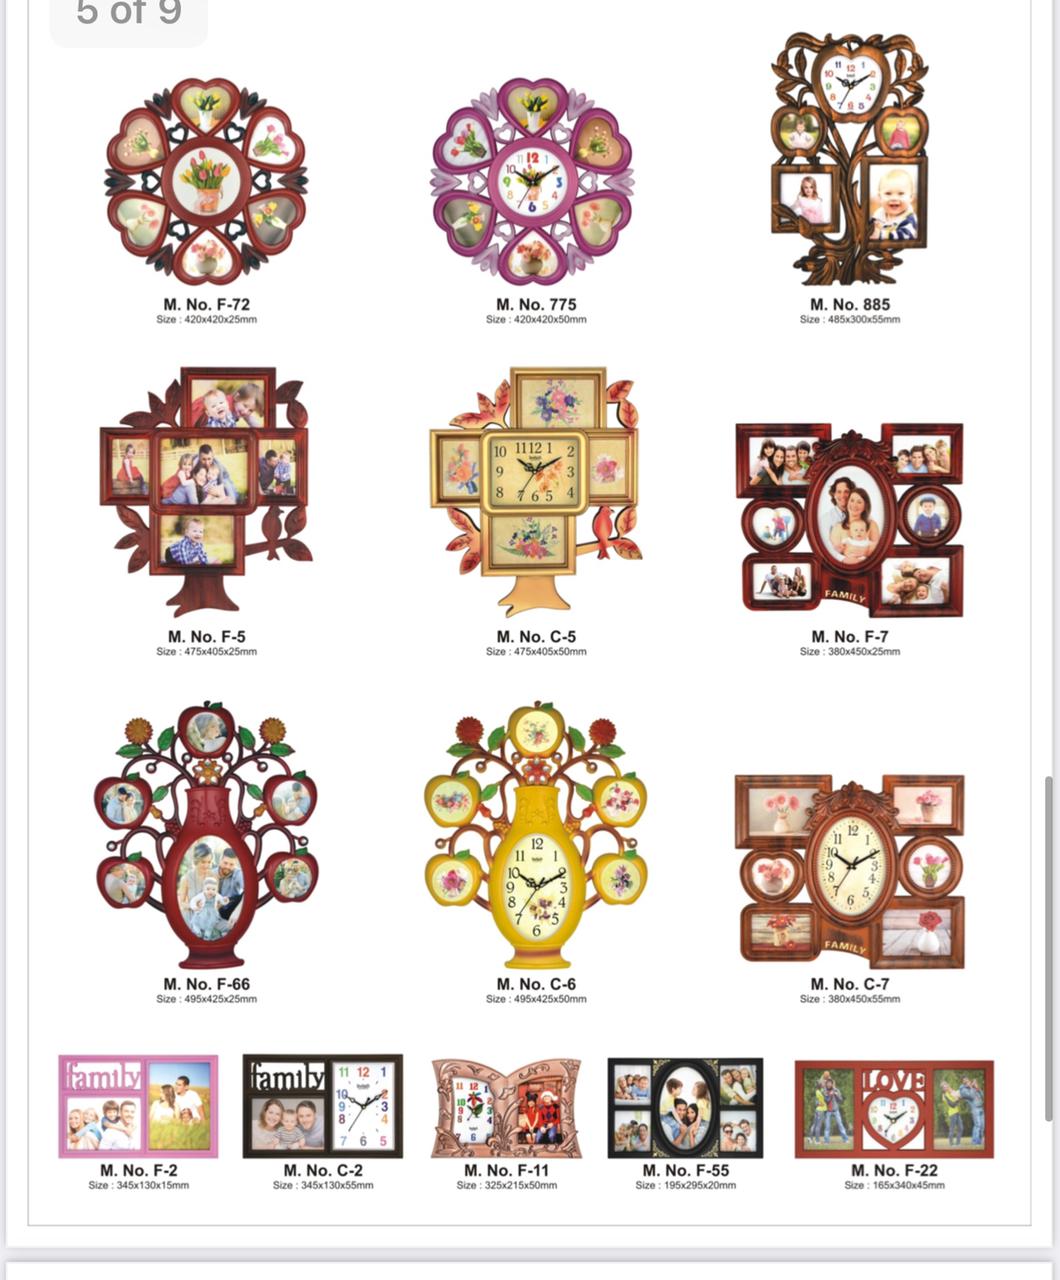 5 of 9
M. No. F-72
Size : 420x420x25mm
M. No. 775
Size : 420x420x50mm
M. No. 885
Size : 485x300x55mm
M. No. F-5
Size : 475x405x25mm
M. No. C-5
Size : 475x405x50mm
FAMILY
M. No. F-7
Size : 380x450x25mm
M. No. F-66
Size : 495x425x25mm
M. No. C-6
Size : 495x425x50mm
FAMILY
M. No. C-7
Size : 380x450x55mm
family
M. No. F-2
Size : 345x130x15mm
family
M. No. C-2
Size : 345x130x55mm
M. No. F-11
Size : 325x215x50mm
M. No. F-55
Size : 195x295x20mm
LOVE
M. No. F-22
Size : 165x340x45mm